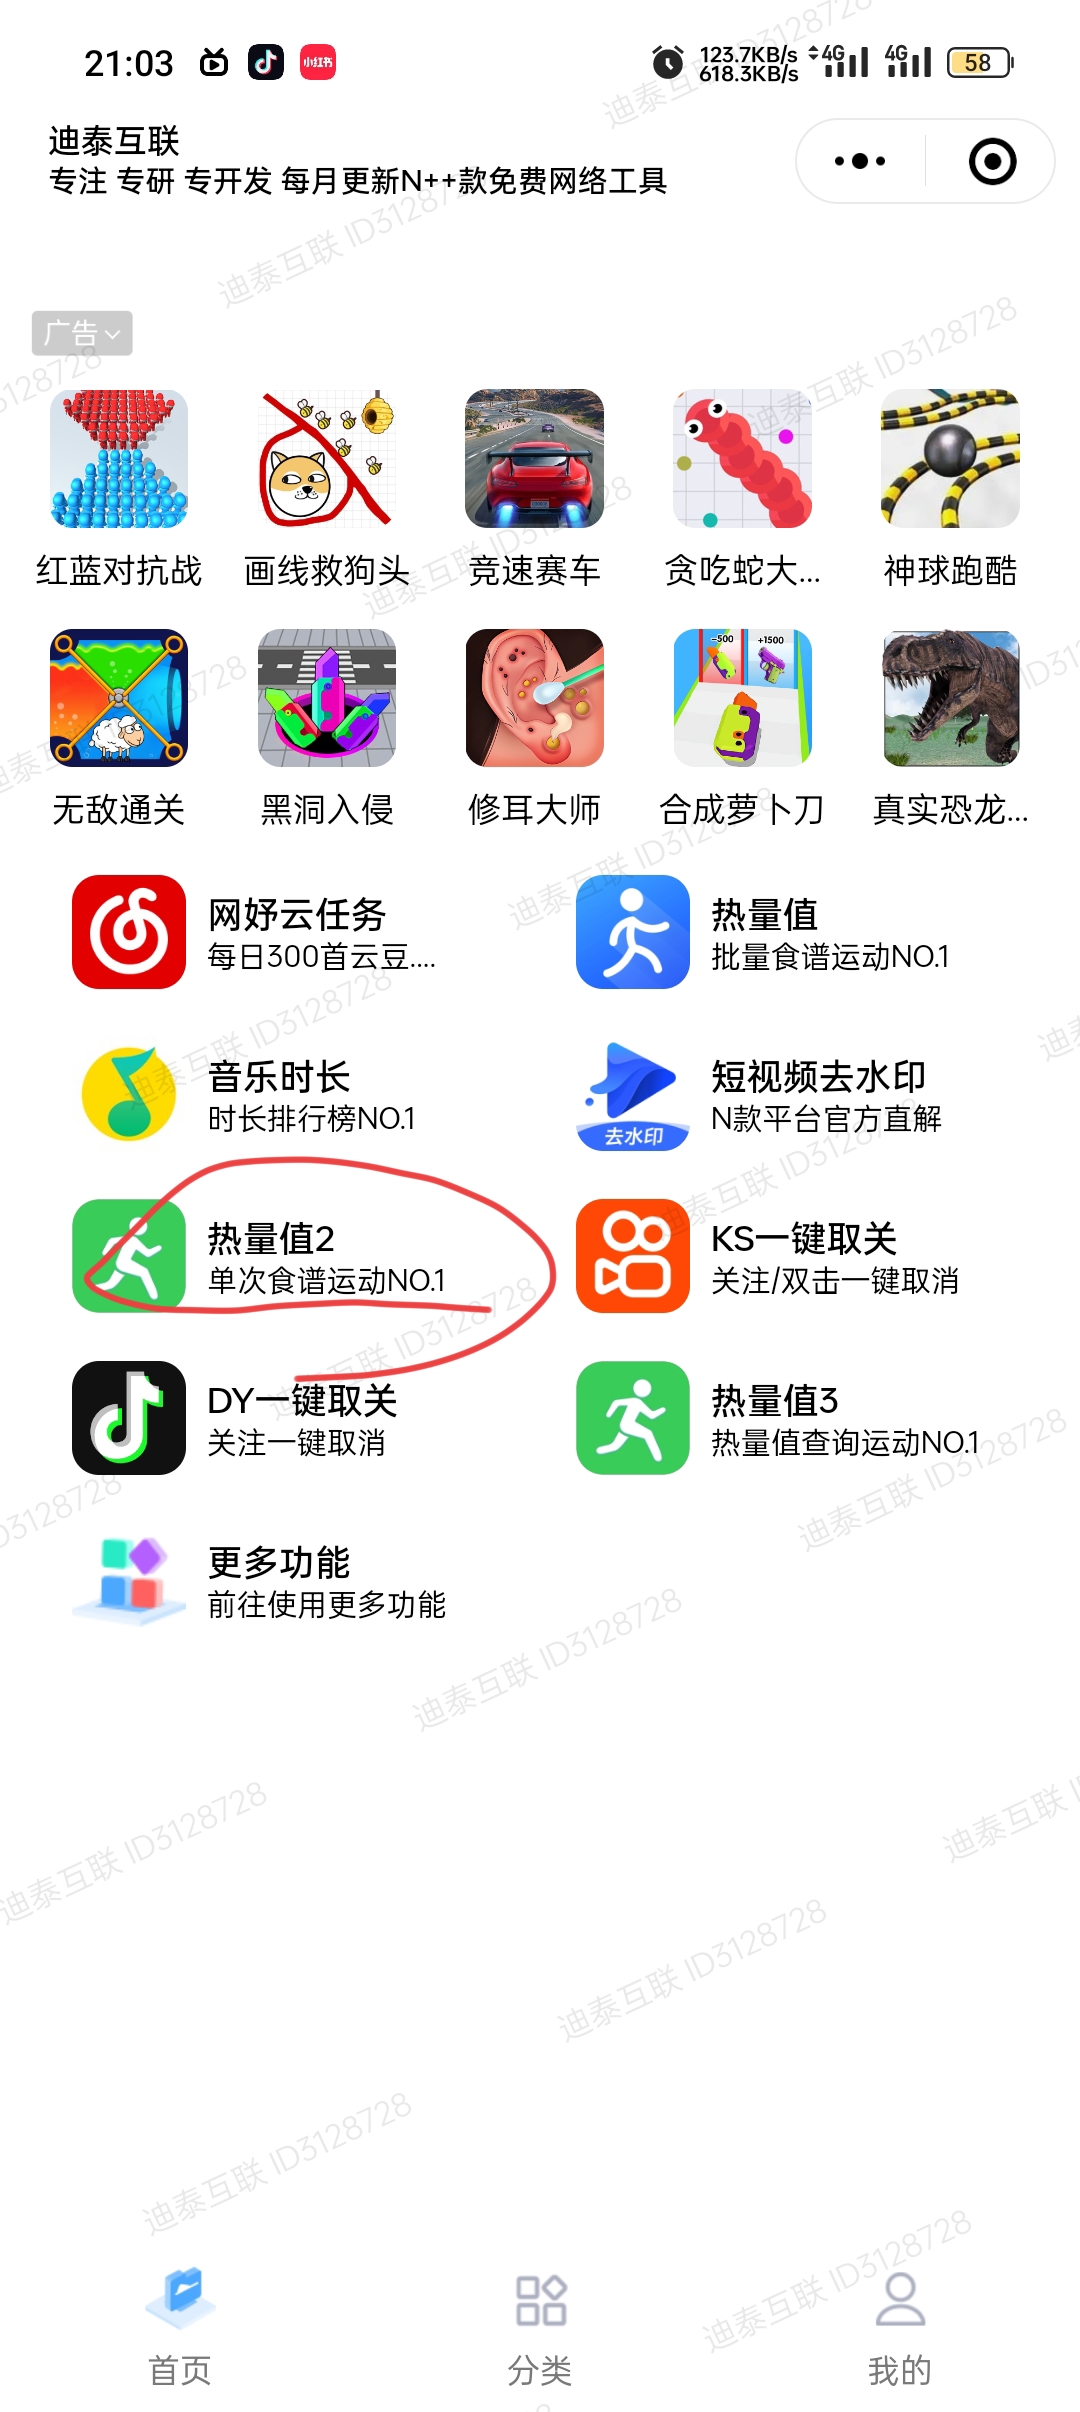 21:03
小红书
123.7KB/s
618.3KB/s
4G
4G
58
迪泰互联
专注 专研 专开发 每月更新N++款免费网络工具
广告
红蓝对抗战
画线救狗头
竞速赛车
贪吃蛇大...
神球跑酷
-500
+1500
无敌通关
黑洞入侵
修耳大师
合成萝卜刀
真实恐龙...
网妤云任务
每日300首云豆....
热量值
批量食谱运动NO.1
音乐时长
时长排行榜NO.1
去水印
短视频去水印
N款平台官方直解
热量值2
单次食谱运动NO.1
KS一键取关
关注/双击一键取消
DY一键取关
关注一键取消
热量值3
热量值查询运动NO.1
更多功能
前往使用更多功能
首页
分类
我的
迪泰互联 ID3128728